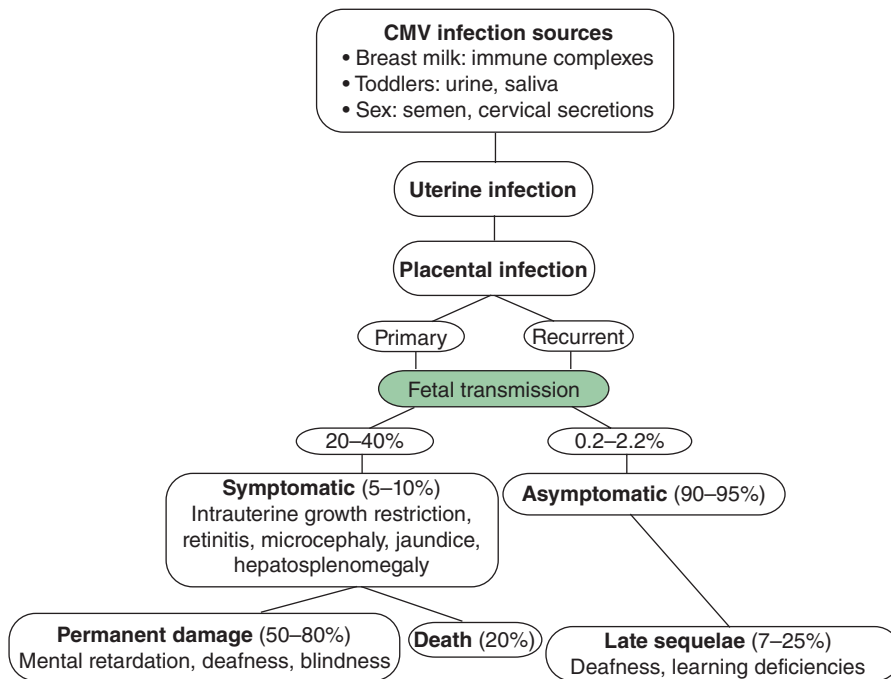 CMV infection sources
• Breast milk: immune complexes
• Toddlers: urine, saliva
• Sex: semen, cervical secretions
Uterine infection
Placental infection
Primary
Recurrent
Fetal transmission
20–40%
0.2–2.2%
Symptomatic (5–10%)
Intrauterine growth restriction,
retinitis, microcephaly, jaundice,
hepatosplenomegaly
Asymptomatic (90–95%)
Permanent damage (50–80%)
Mental retardation, deafness, blindness
Death (20%)
Late sequelae (7–25%)
Deafness, learning deficiencies